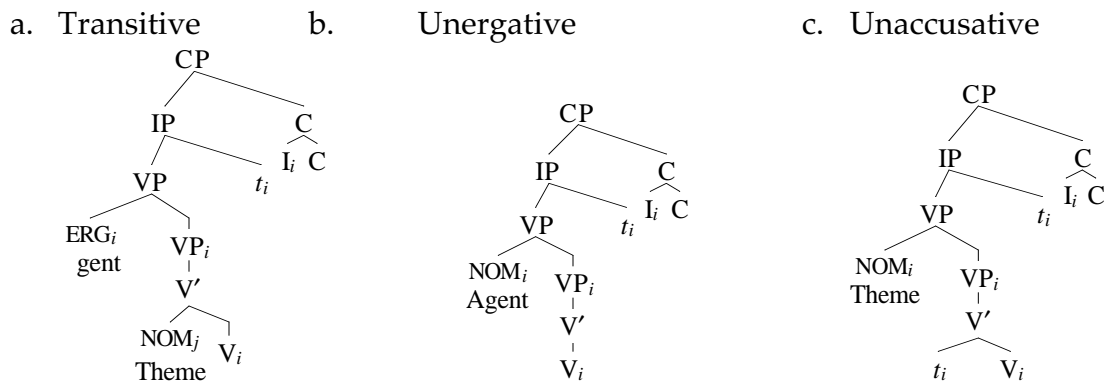 a. Transitive b. Unergative c. Unaccusative
CP
CP
CP
IP C
IP C
IP C
VP tᵢ Iᵢ C
VP tᵢ Iᵢ C
VP tᵢ Iᵢ C
ERGᵢ VPᵢ
gent
V′
NOMⱼ Vᵢ
Theme
NOMᵢ VPᵢ
Agent
V′
Vᵢ
NOMᵢ VPᵢ
Theme
V′
tᵢ Vᵢ